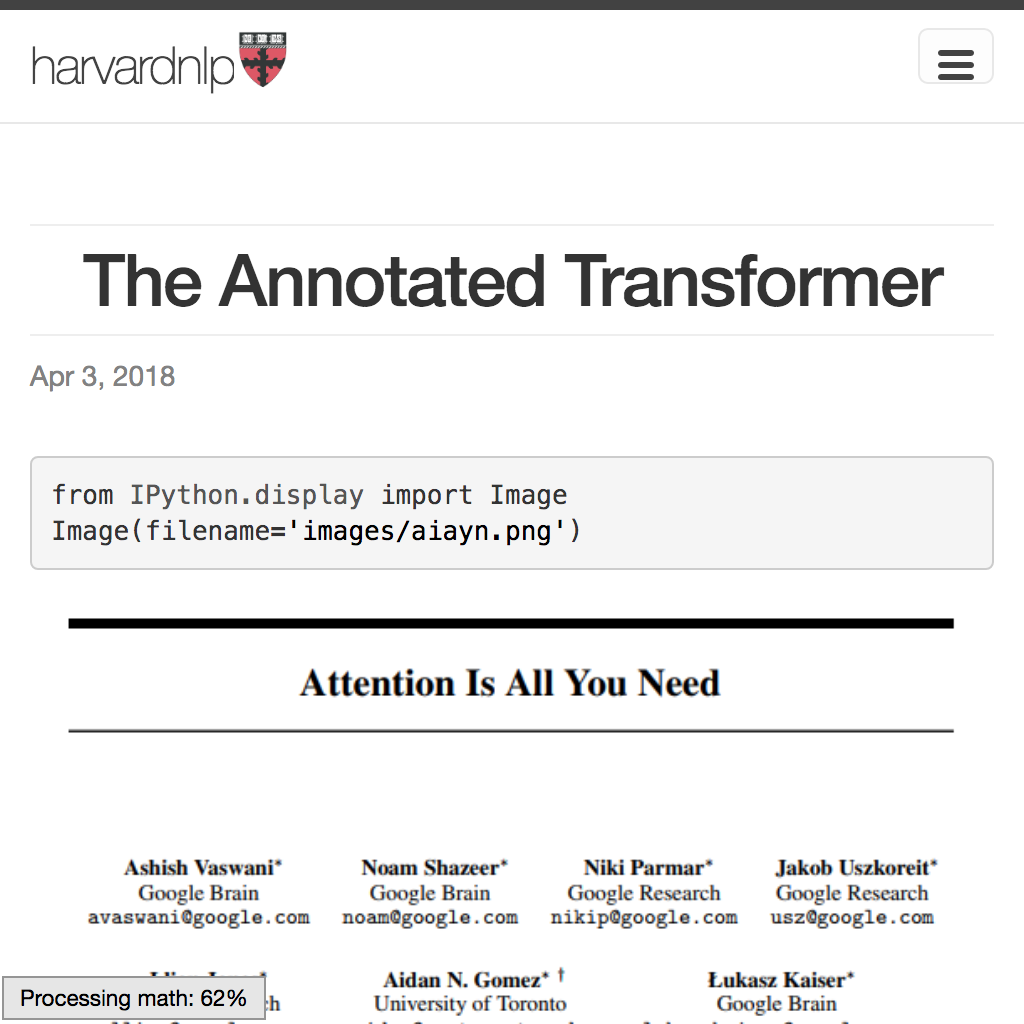 harvardnlp
The Annotated Transformer
Apr 3, 2018
from IPython.display import Image
Image(filename='images/aiayn.png')
Attention Is All You Need
Ashish Vaswani* Noam Shazeer* Niki Parmar* Jakob Uszkoreit*
Google Brain Google Brain Google Research Google Research
avaswani@google.com noam@google.com nikip@google.com usz@google.com
Aidan N. Gomez* † Łukasz Kaiser*
University of Toronto Google Brain
Processing math: 62%